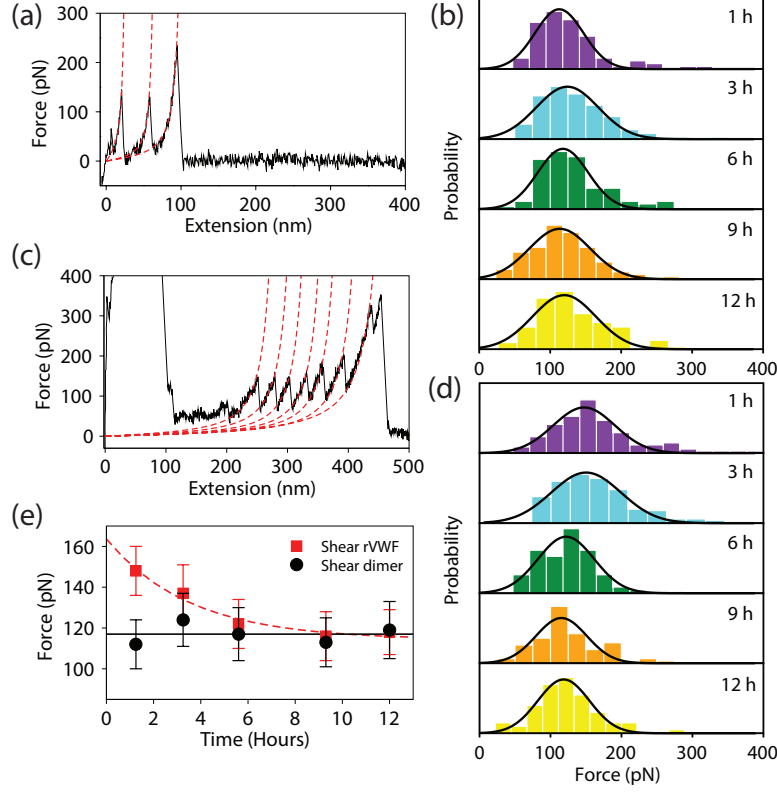 (a)
300
200
100
0
Force (pN)
0 100 200 300 400
Extension (nm)
(b)
1 h
3 h
6 h
9 h
12 h
Probability
0 100 200 300 400
(c)
400
300
200
100
0
Force (pN)
0 100 200 300 400 500
Extension (nm)
(d)
1 h
3 h
6 h
9 h
12 h
Probability
0 100 200 300 400
Force (pN)
(e)
160
140
120
100
Force (pN)
Shear rVWF
Shear dimer
0 2 4 6 8 10 12
Time (Hours)